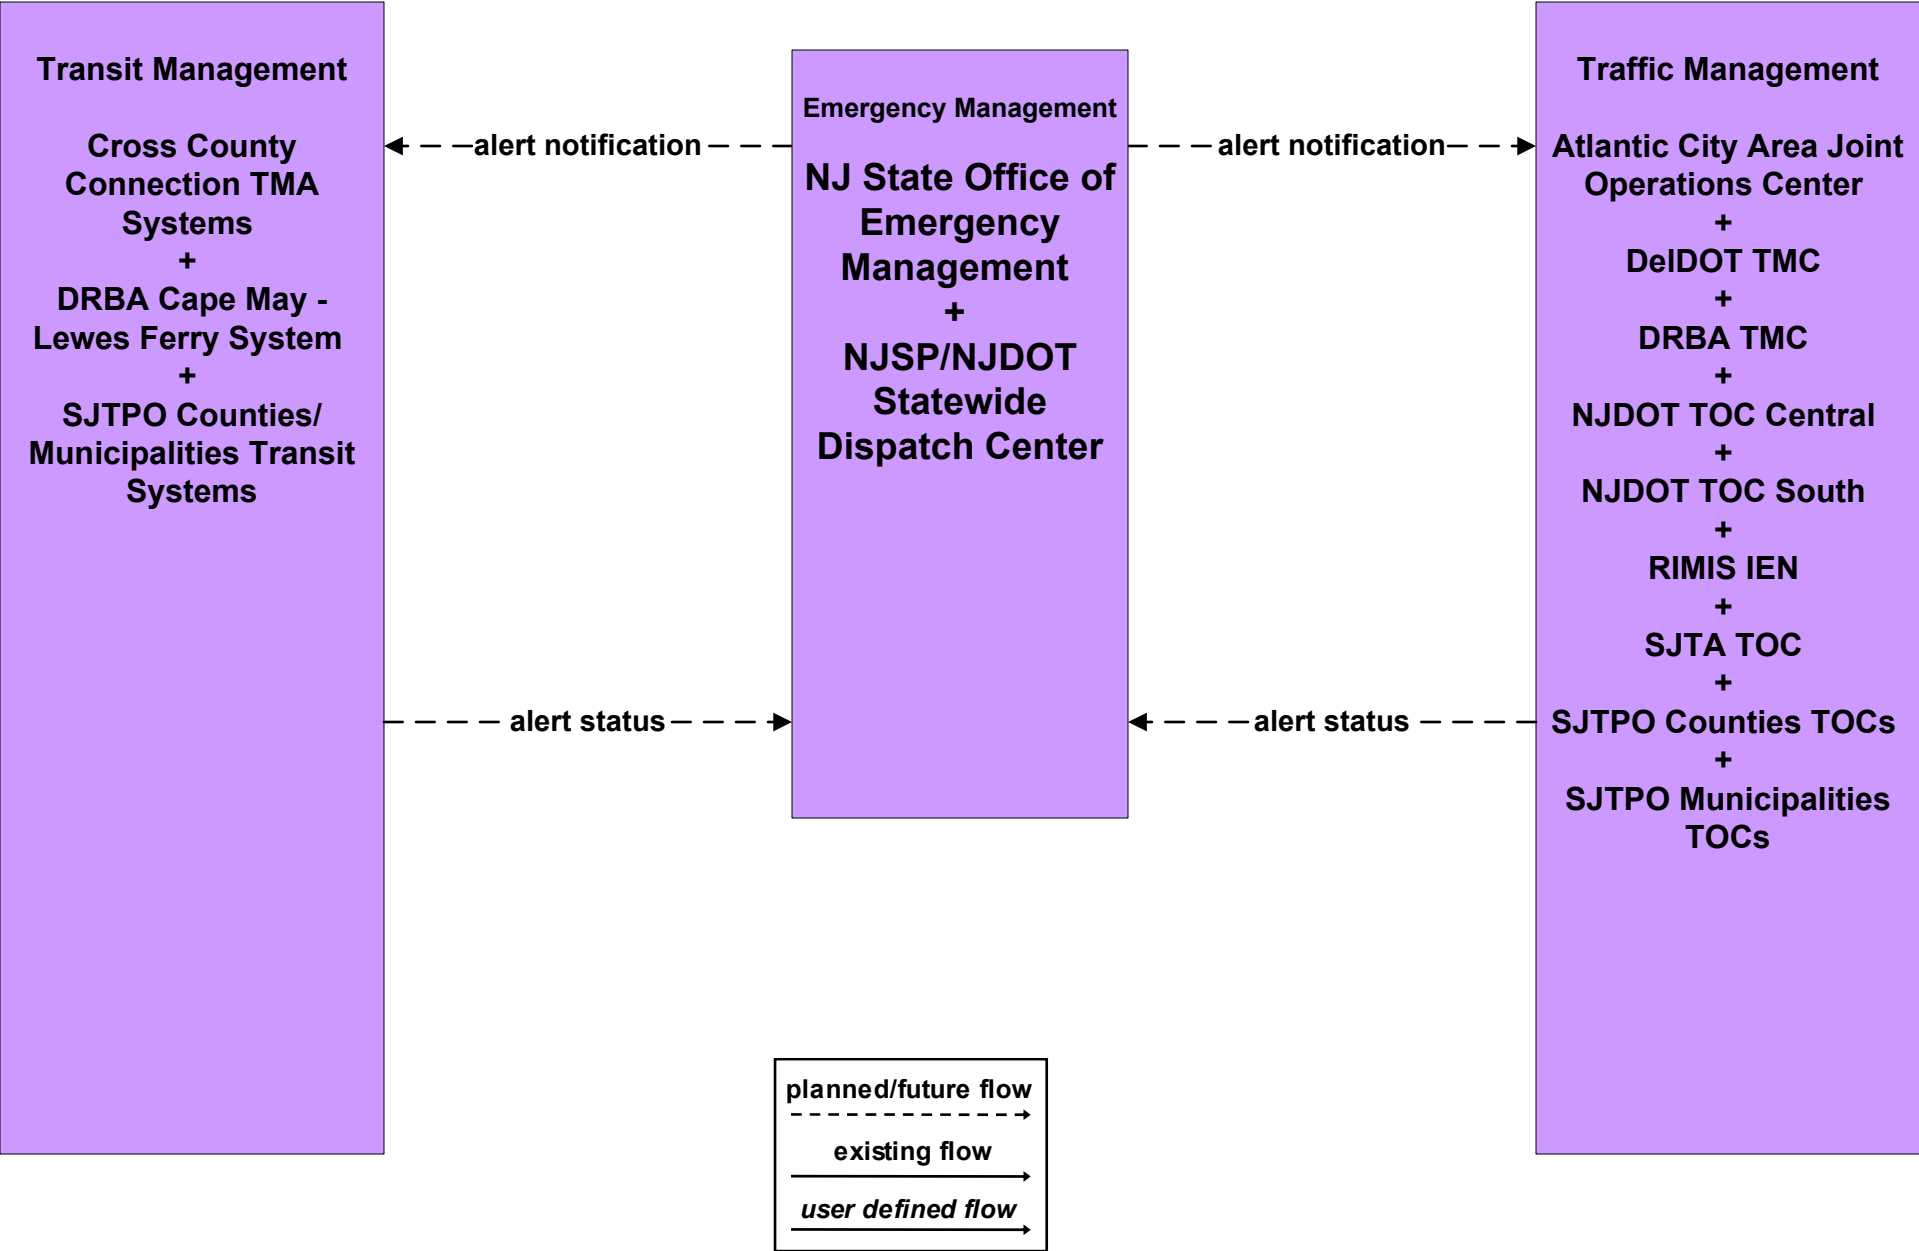 Transit Management
Cross County
Connection TMA
Systems
+
DRBA Cape May -
Lewes Ferry System
+
SJTPO Counties/
Municipalities Transit
Systems
alert notification
alert status
Emergency Management
NJ State Office of
Emergency
Management
+
NJSP/NJDOT
Statewide
Dispatch Center
alert notification
alert status
Traffic Management
Atlantic City Area Joint
Operations Center
+
DelDOT TMC
+
DRBA TMC
+
NJDOT TOC Central
+
NJDOT TOC South
+
RIMIS IEN
+
SJTA TOC
+
SJTPO Counties TOCs
+
SJTPO Municipalities
TOCs
planned/future flow
existing flow
user defined flow